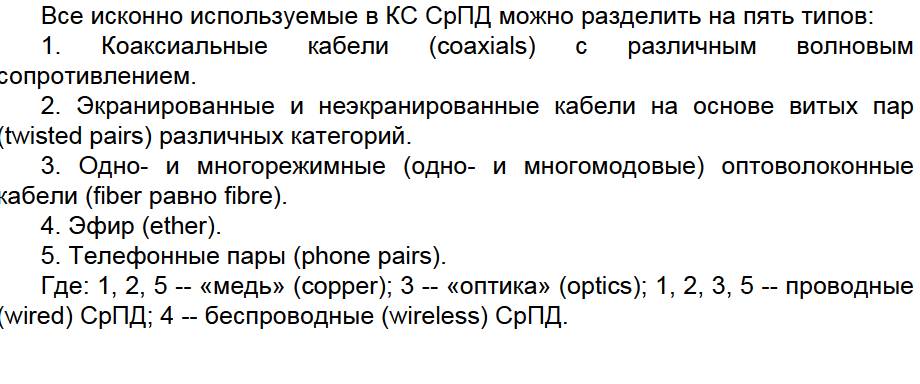 Все исконно используемые в КС СрПД можно разделить на пять типов:
1. Коаксиальные кабели (coaxials) с различным волновым
сопротивлением.
2. Экранированные и неэкранированные кабели на основе витых пар
(twisted pairs) различных категорий.
3. Одно- и многорежимные (одно- и многомодовые) оптоволоконные
кабели (fiber равно fibre).
4. Эфир (ether).
5. Телефонные пары (phone pairs).
Где: 1, 2, 5 -- «медь» (copper); 3 -- «оптика» (optics); 1, 2, 3, 5 -- проводные
(wired) СрПД; 4 -- беспроводные (wireless) СрПД.